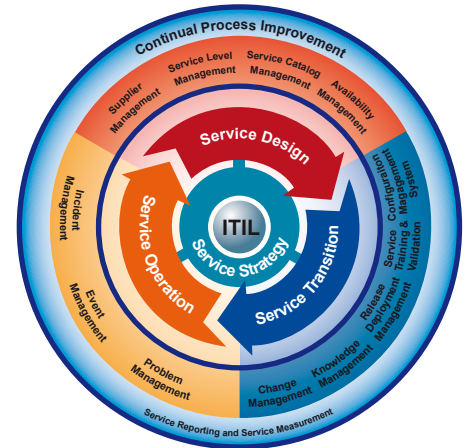 Continual Process Improvement
Supplier
Management
Service Level
Management
Service Catalog
Management
Availability
Management
Configuration
Magagement
System
Service
Training &
Validation
Release
Deployment
Management
Knowledge
Management
Change
Management
Problem
Management
Event
Management
Incident
Management
Service Design
Service Transition
Service Operation
Service Strategy
ITIL
Service Reporting and Service Measurement